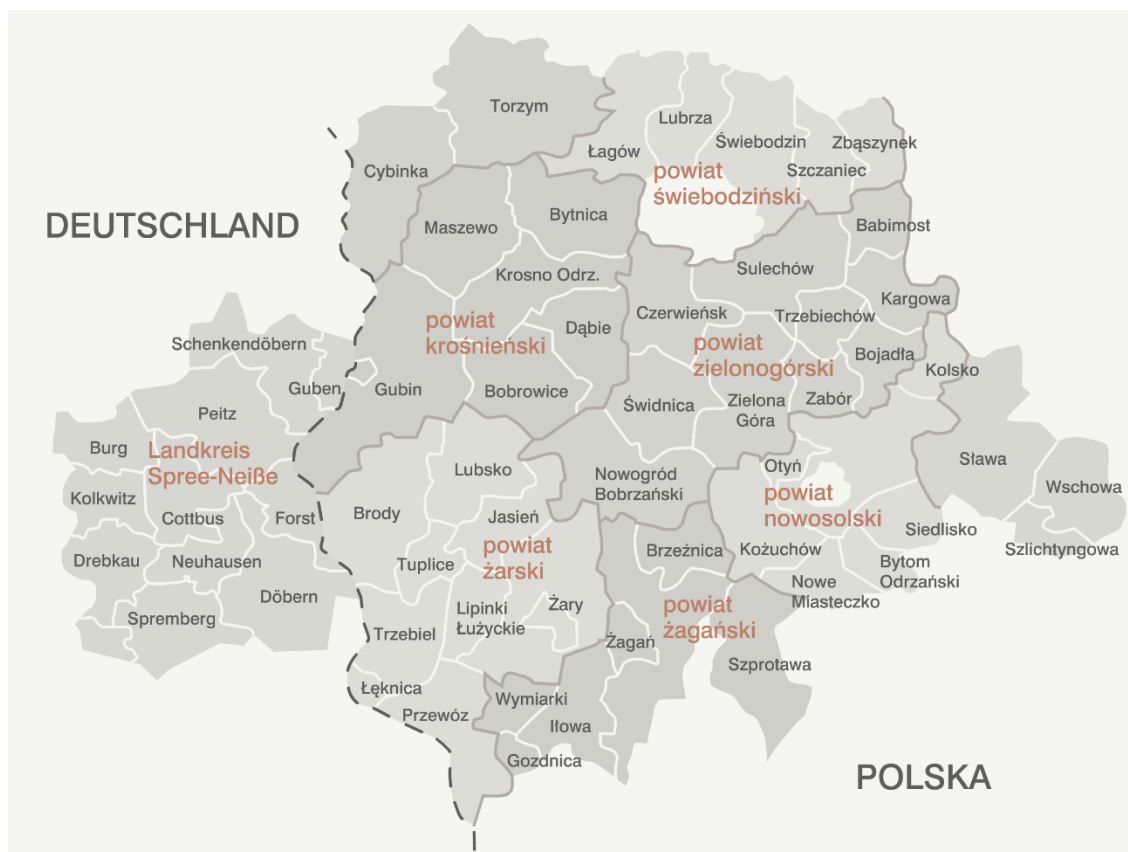 Torzym
Lubrza
Świebodzin
Zbąszynek
Łagów
Szczaniec
Cybinka
powiat
świebodziński
DEUTSCHLAND
Maszewo
Bytnica
Babimost
Krosno Odrz.
Sulechów
Kargowa
Czerwieńsk
Trzebiechów
powiat
krośnieński
Dąbie
powiat
zielonogórski
Bojadła
Kolsko
Schenkendöbern
Guben
Gubin
Bobrowice
Zabór
Świdnica
Zielona
Góra
Peitz
Burg
Landkreis
Spree-Neiße
Lubsko
Nowogród
Bobrzański
Otyń
Sława
Wschowa
Kolkwitz
powiat
nowosolski
Cottbus
Forst
Brody
Jasień
Siedlisko
Szlichtyngowa
powiat
żarski
Brzeźnica
Kożuchów
Drebkau
Neuhausen
Tuplice
Bytom
Odrzański
Nowe
Miasteczko
Döbern
Spremberg
Lipinki
Łużyckie
Żary
powiat
żagański
Trzebiel
Żagań
Szprotawa
Łęknica
Wymiarki
Przewóz
Iłowa
Gozdnica
POLSKA